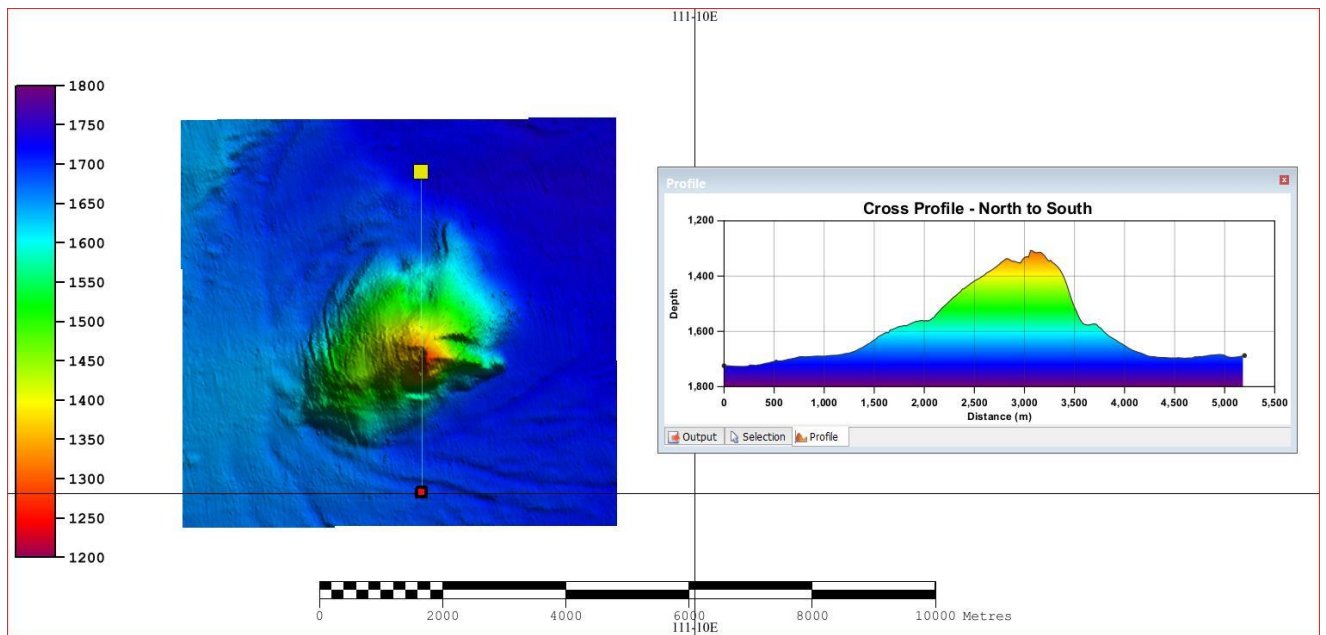 111-10E
1800
1750
1700
1650
1600
1550
1500
1450
1400
1350
1300
1250
1200
Profile
x
Cross Profile - North to South
1,200
1,400
1,600
1,800
Depth
0 500 1,000 1,500 2,000 2,500 3,000 3,500 4,000 4,500 5,000 5,500
Distance (m)
Output Selection Profile
0 2000 4000 6000 8000 10000 Metres
111-10E